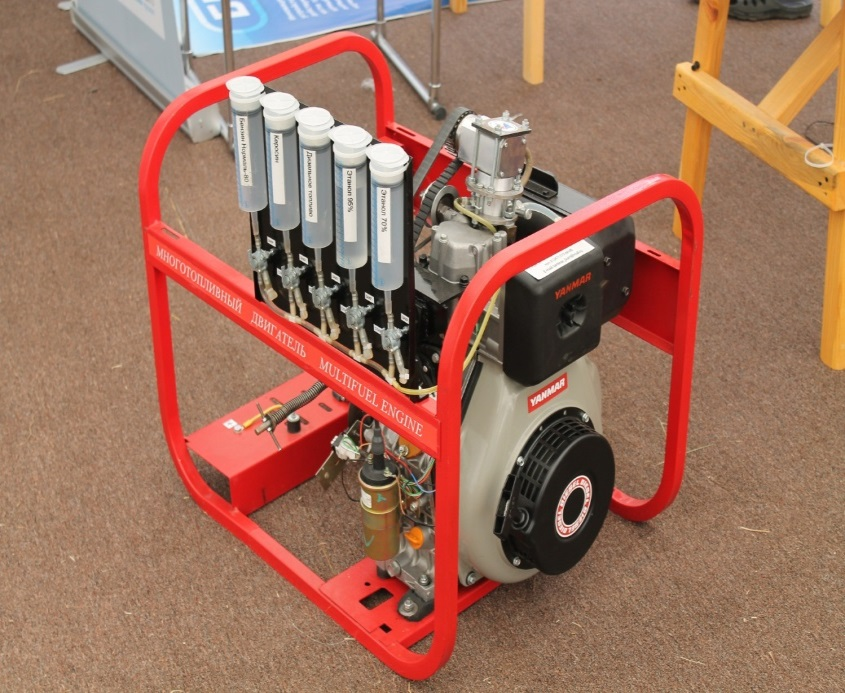 Бензин Нормаль-80
Керосин
Дизельное топливо
Этанол 96%
Этанол 70%
МНОГОТОПЛИВНЫЙ ДВИГАТЕЛЬ MULTIFUEL ENGINE
YANMAR
YANMAR